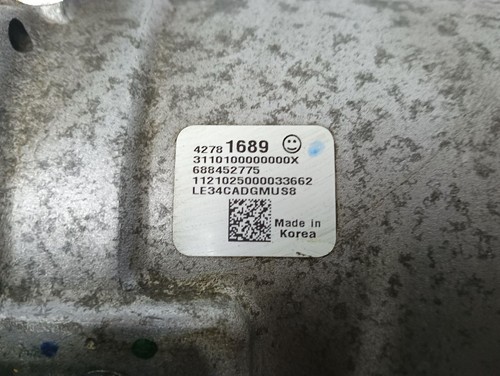 4278 1689
3110100000000X
688452775
1121025000033662
LE34CADGMUS8
Made in
Korea